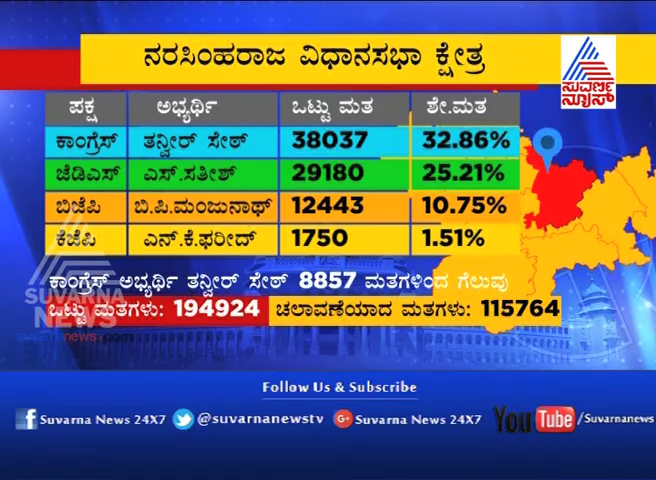 ನರಸಿಂಹರಾಜ ವಿಧಾನಸಭಾ ಕ್ಷೇತ್ರ
ಸುವರ್ಣ
ನ್ಯೂಸ್
ಪಕ್ಷ ಅಭ್ಯರ್ಥಿ ಒಟ್ಟು ಮತ ಶೇ.ಮತ
ಕಾಂಗ್ರೆಸ್ ತನ್ವೀರ್ ಸೇಠ್ 38037 32.86%
ಜೆಡಿಎಸ್ ಎಸ್.ಸತೀಶ್ 29180 25.21%
ಬಿಜೆಪಿ ಬಿ.ಪಿ.ಮಂಜುನಾಥ್ 12443 10.75%
ಕೆಜೆಪಿ ಎನ್.ಕೆ.ಫರೀದ್ 1750 1.51%
ಕಾಂಗ್ರೆಸ್ ಅಭ್ಯರ್ಥಿ ತನ್ವೀರ್ ಸೇಠ್ 8857 ಮತಗಳಿಂದ ಗೆಲುವು
ಒಟ್ಟು ಮತಗಳು: 194924 ಚಲಾವಣೆಯಾದ ಮತಗಳು: 115764
SUVARNA
NEWS
Follow Us & Subscribe
Suvarna News 24X7 @suvarnanewstv Suvarna News 24X7 YouTube /Suvarnanews